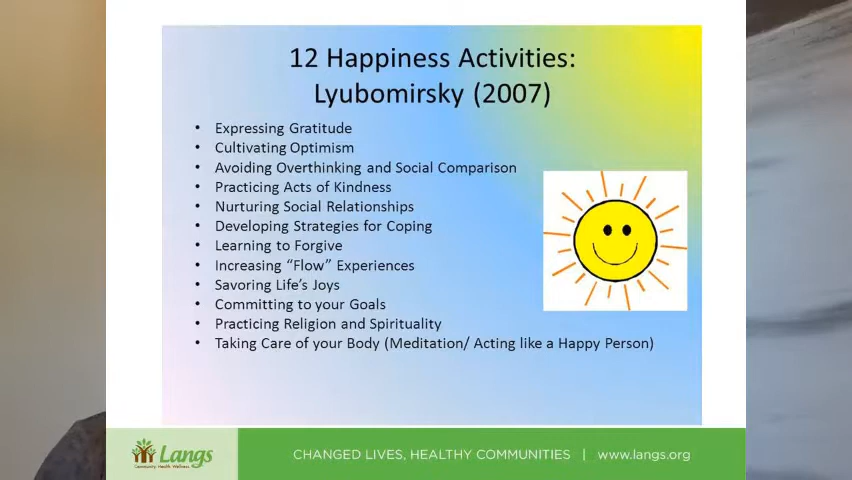 12 Happiness Activities:
Lyubomirsky (2007)
• Expressing Gratitude
• Cultivating Optimism
• Avoiding Overthinking and Social Comparison
• Practicing Acts of Kindness
• Nurturing Social Relationships
• Developing Strategies for Coping
• Learning to Forgive
• Increasing “Flow” Experiences
• Savoring Life’s Joys
• Committing to your Goals
• Practicing Religion and Spirituality
• Taking Care of your Body (Meditation/ Acting like a Happy Person)
Langs
Community. Health. Wellness.
CHANGED LIVES, HEALTHY COMMUNITIES | www.langs.org